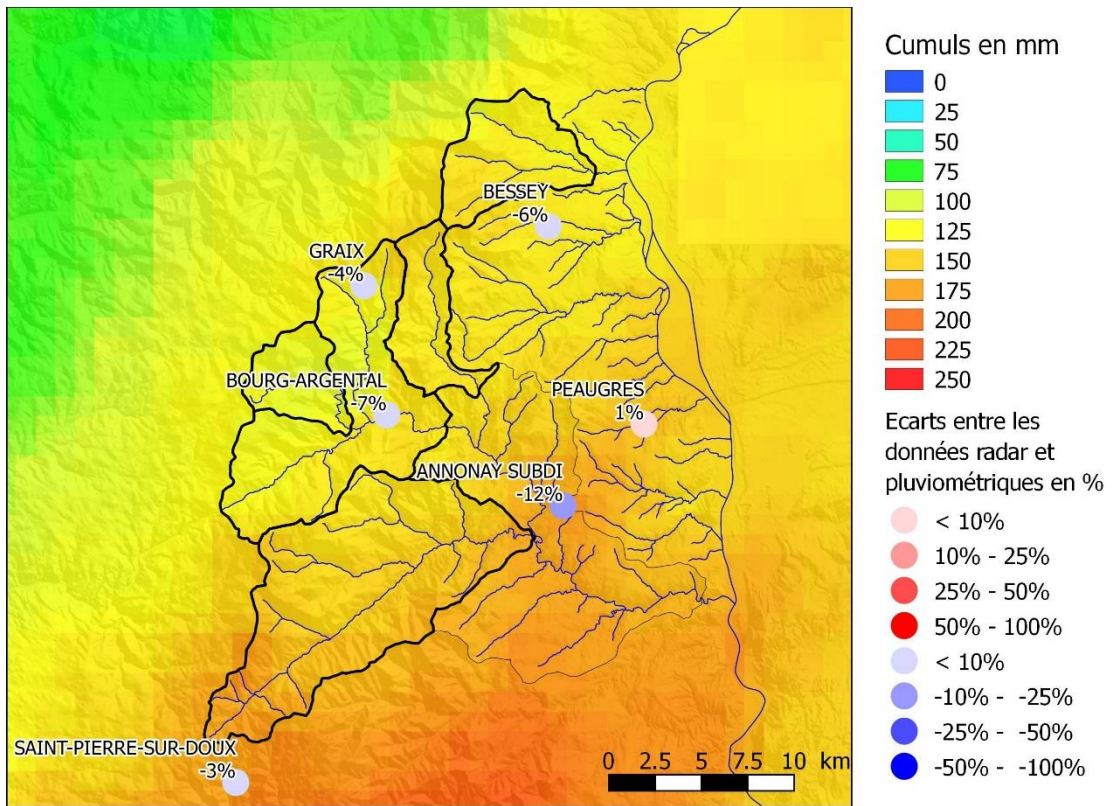 BESSEY
-6%
GRAIX
-4%
BOURG-ARGENTAL
-7%
PEAUGRES
1%
ANNONAY-SUBDI
-12%
SAINT-PIERRE-SUR-DOUX
-3%
0 2.5 5 7.5 10 km
Cumuls en mm
0
25
50
75
100
125
150
175
200
225
250
Ecarts entre les
données radar et
pluviométriques en %
< 10%
10% - 25%
25% - 50%
50% - 100%
< 10%
-10% - -25%
-25% - -50%
-50% - -100%